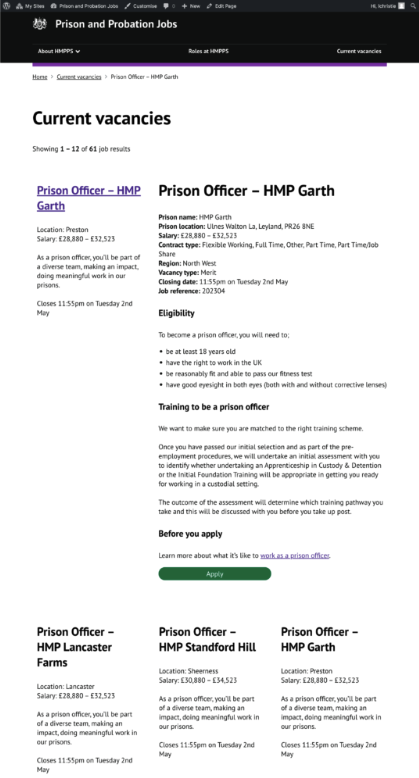 My Sites Prison and Probation Jobs Customise 0 New Edit Page
Hi, lchristie
Prison and Probation Jobs
About HMPPS Roles at HMPPS Current vacancies
Home > Current vacancies > Prison Officer – HMP Garth
Current vacancies
Showing 1 – 12 of 61 job results
Prison Officer – HMP
Garth
Location: Preston
Salary: £28,880 – £32,523
As a prison officer, you'll be part of
a diverse team, making an impact,
doing meaningful work in our
prisons.
Closes 11:55pm on Tuesday 2nd
May
Prison Officer – HMP Garth
Prison name: HMP Garth
Prison location: Ulnes Walton La, Leyland, PR26 8NE
Salary: £28,880 – £32,523
Contract type: Flexible Working, Full Time, Other, Part Time, Part Time/Job
Share
Region: North West
Vacancy type: Merit
Closing date: 11:55pm on Tuesday 2nd May
Job reference: 202304
Eligibility
To become a prison officer, you will need to;
• be at least 18 years old
• have the right to work in the UK
• be reasonably fit and able to pass our fitness test
• have good eyesight in both eyes (both with and without corrective lenses)
Training to be a prison officer
We want to make sure you are matched to the right training scheme.
Once you have passed our initial selection and as part of the pre-
employment procedures, we will undertake an initial assessment with you
to identify whether undertaking an Apprenticeship in Custody & Detention
or the Initial Foundation Training will be appropriate in getting you ready
for working in a custodial setting.
The outcome of the assessment will determine which training pathway you
take and this will be discussed with you before you take up post.
Before you apply
Learn more about what it's like to work as a prison officer.
Apply
Prison Officer –
HMP Lancaster
Farms
Location: Lancaster
Salary: £28,880 – £32,523
As a prison officer, you'll be part
of a diverse team, making an
impact, doing meaningful work in
our prisons.
Closes 11:55pm on Tuesday 2nd
May
Prison Officer –
HMP Standford Hill
Location: Sheerness
Salary: £30,880 – £34,523
As a prison officer, you'll be part
of a diverse team, making an
impact, doing meaningful work in
our prisons.
Closes 11:55pm on Tuesday 2nd
May
Prison Officer –
HMP Garth
Location: Preston
Salary: £28,880 – £32,523
As a prison officer, you'll be part
of a diverse team, making an
impact, doing meaningful work in
our prisons.
Closes 11:55pm on Tuesday 2nd
May